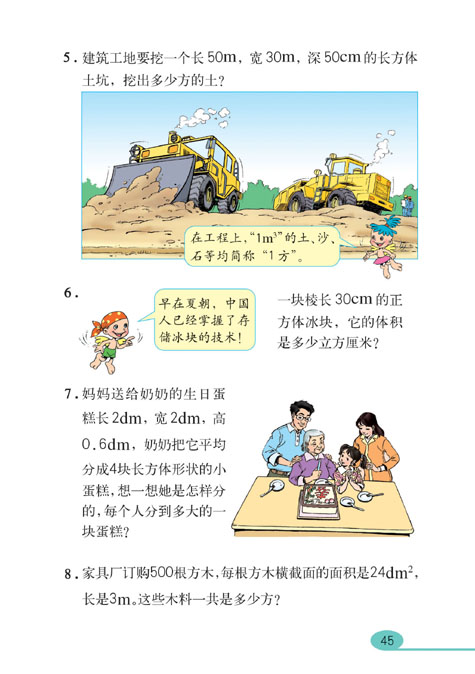 5. 建筑工地要挖一个长 50m, 宽 30m, 深 50cm 的长方体
土坑, 挖出多少方的土?
在工程上,“1m³”的土、沙、
石等均简称“1 方”。
6.
早在夏朝, 中国
人已经掌握了存
储冰块的技术!
一块棱长 30cm 的正
方体冰块, 它的体积
是多少立方厘米?
7. 妈妈送给奶奶的生日蛋
糕长 2dm, 宽 2dm, 高
0.6dm, 奶奶把它平均
分成4块长方体形状的小
蛋糕, 想一想她是怎样分
的, 每个人分到多大的一
块蛋糕?
8. 家具厂订购500根方木, 每根方木横截面的面积是24dm²,
长是3m。这些木料一共是多少方?
45